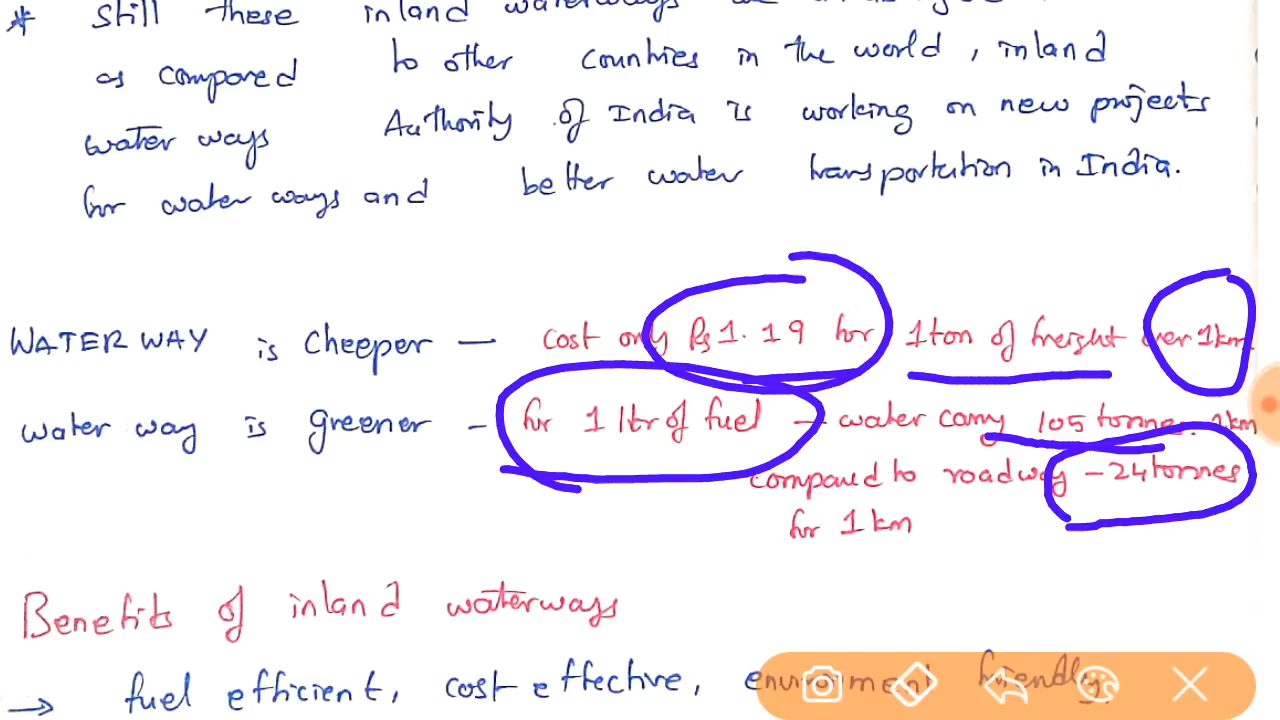 * Still these inland waterways
as compared to other countries in the world, inland
water ways Authority of India is working on new projects
for water ways and better water transportation in India.
WATER WAY is cheeper — cost only Rs 1.19 for 1 ton of freight over 1km
water way is greener - for 1 ltr of fuel — water carry 105 tonne. 1km
compared to roadway - 24 tonnes
for 1 km
Benefits of inland waterways
→ fuel efficient, cost effective, environment friendly,